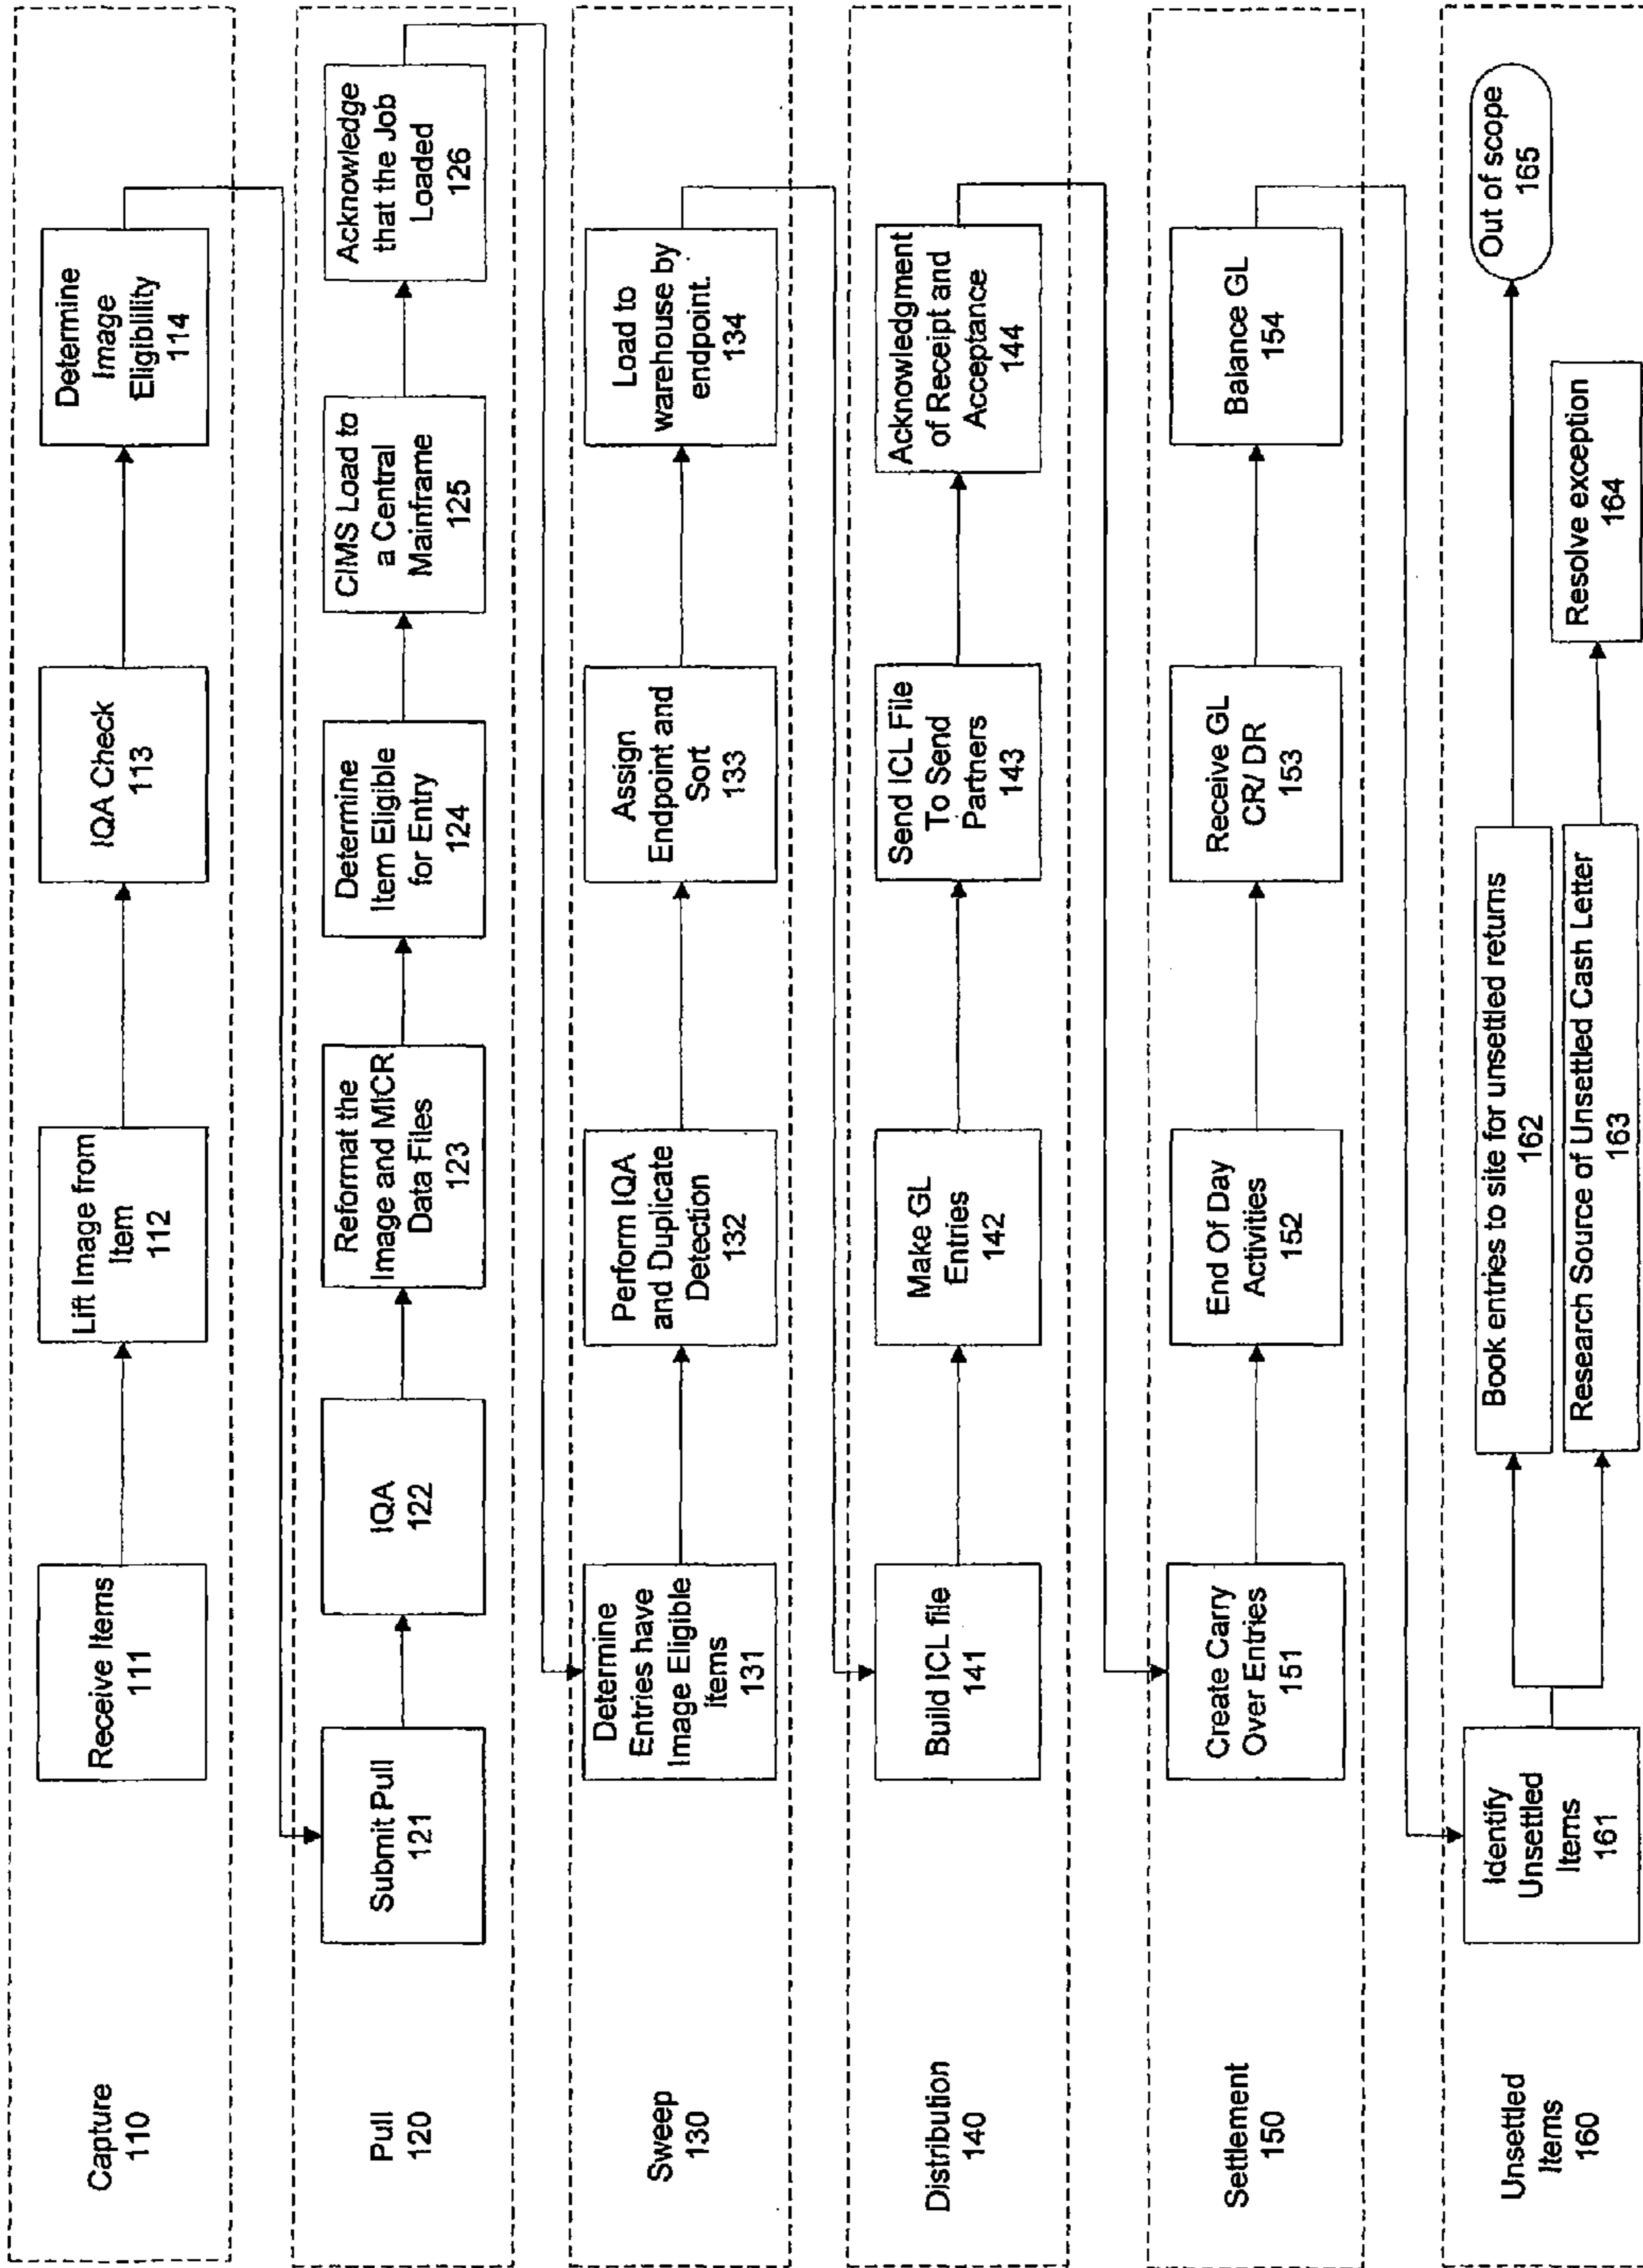 Capture
110
Receive Items
111
Lift Image from
Item
112
IQA Check
113
Determine
Image
Eligibility
114
Pull
120
Submit Pull
121
IQA
122
Reformat the
Image and MICR
Data Files
123
Determine
Item Eligible
for Entry
124
CIMS Load to
a Central
Mainframe
125
Acknowledge
that the Job
Loaded
126
Sweep
130
Determine
Entries have
Image Eligible
items
131
Perform IQA
and Duplicate
Detection
132
Assign
Endpoint and
Sort
133
Load to
warehouse by
endpoint.
134
Distribution
140
Build ICL file
141
Make GL
Entries
142
Send ICL File
To Send
Partners
143
Acknowledgment
of Receipt and
Acceptance
144
Settlement
150
Create Carry
Over Entries
151
End Of Day
Activities
152
Receive GL
CR/ DR
153
Balance GL
154
Unsettled
Items
160
Identify
Unsettled
Items
161
Book entries to site for unsettled returns
162
Research Source of Unsettled Cash Letter
163
Resolve exception
164
Out of scope
165